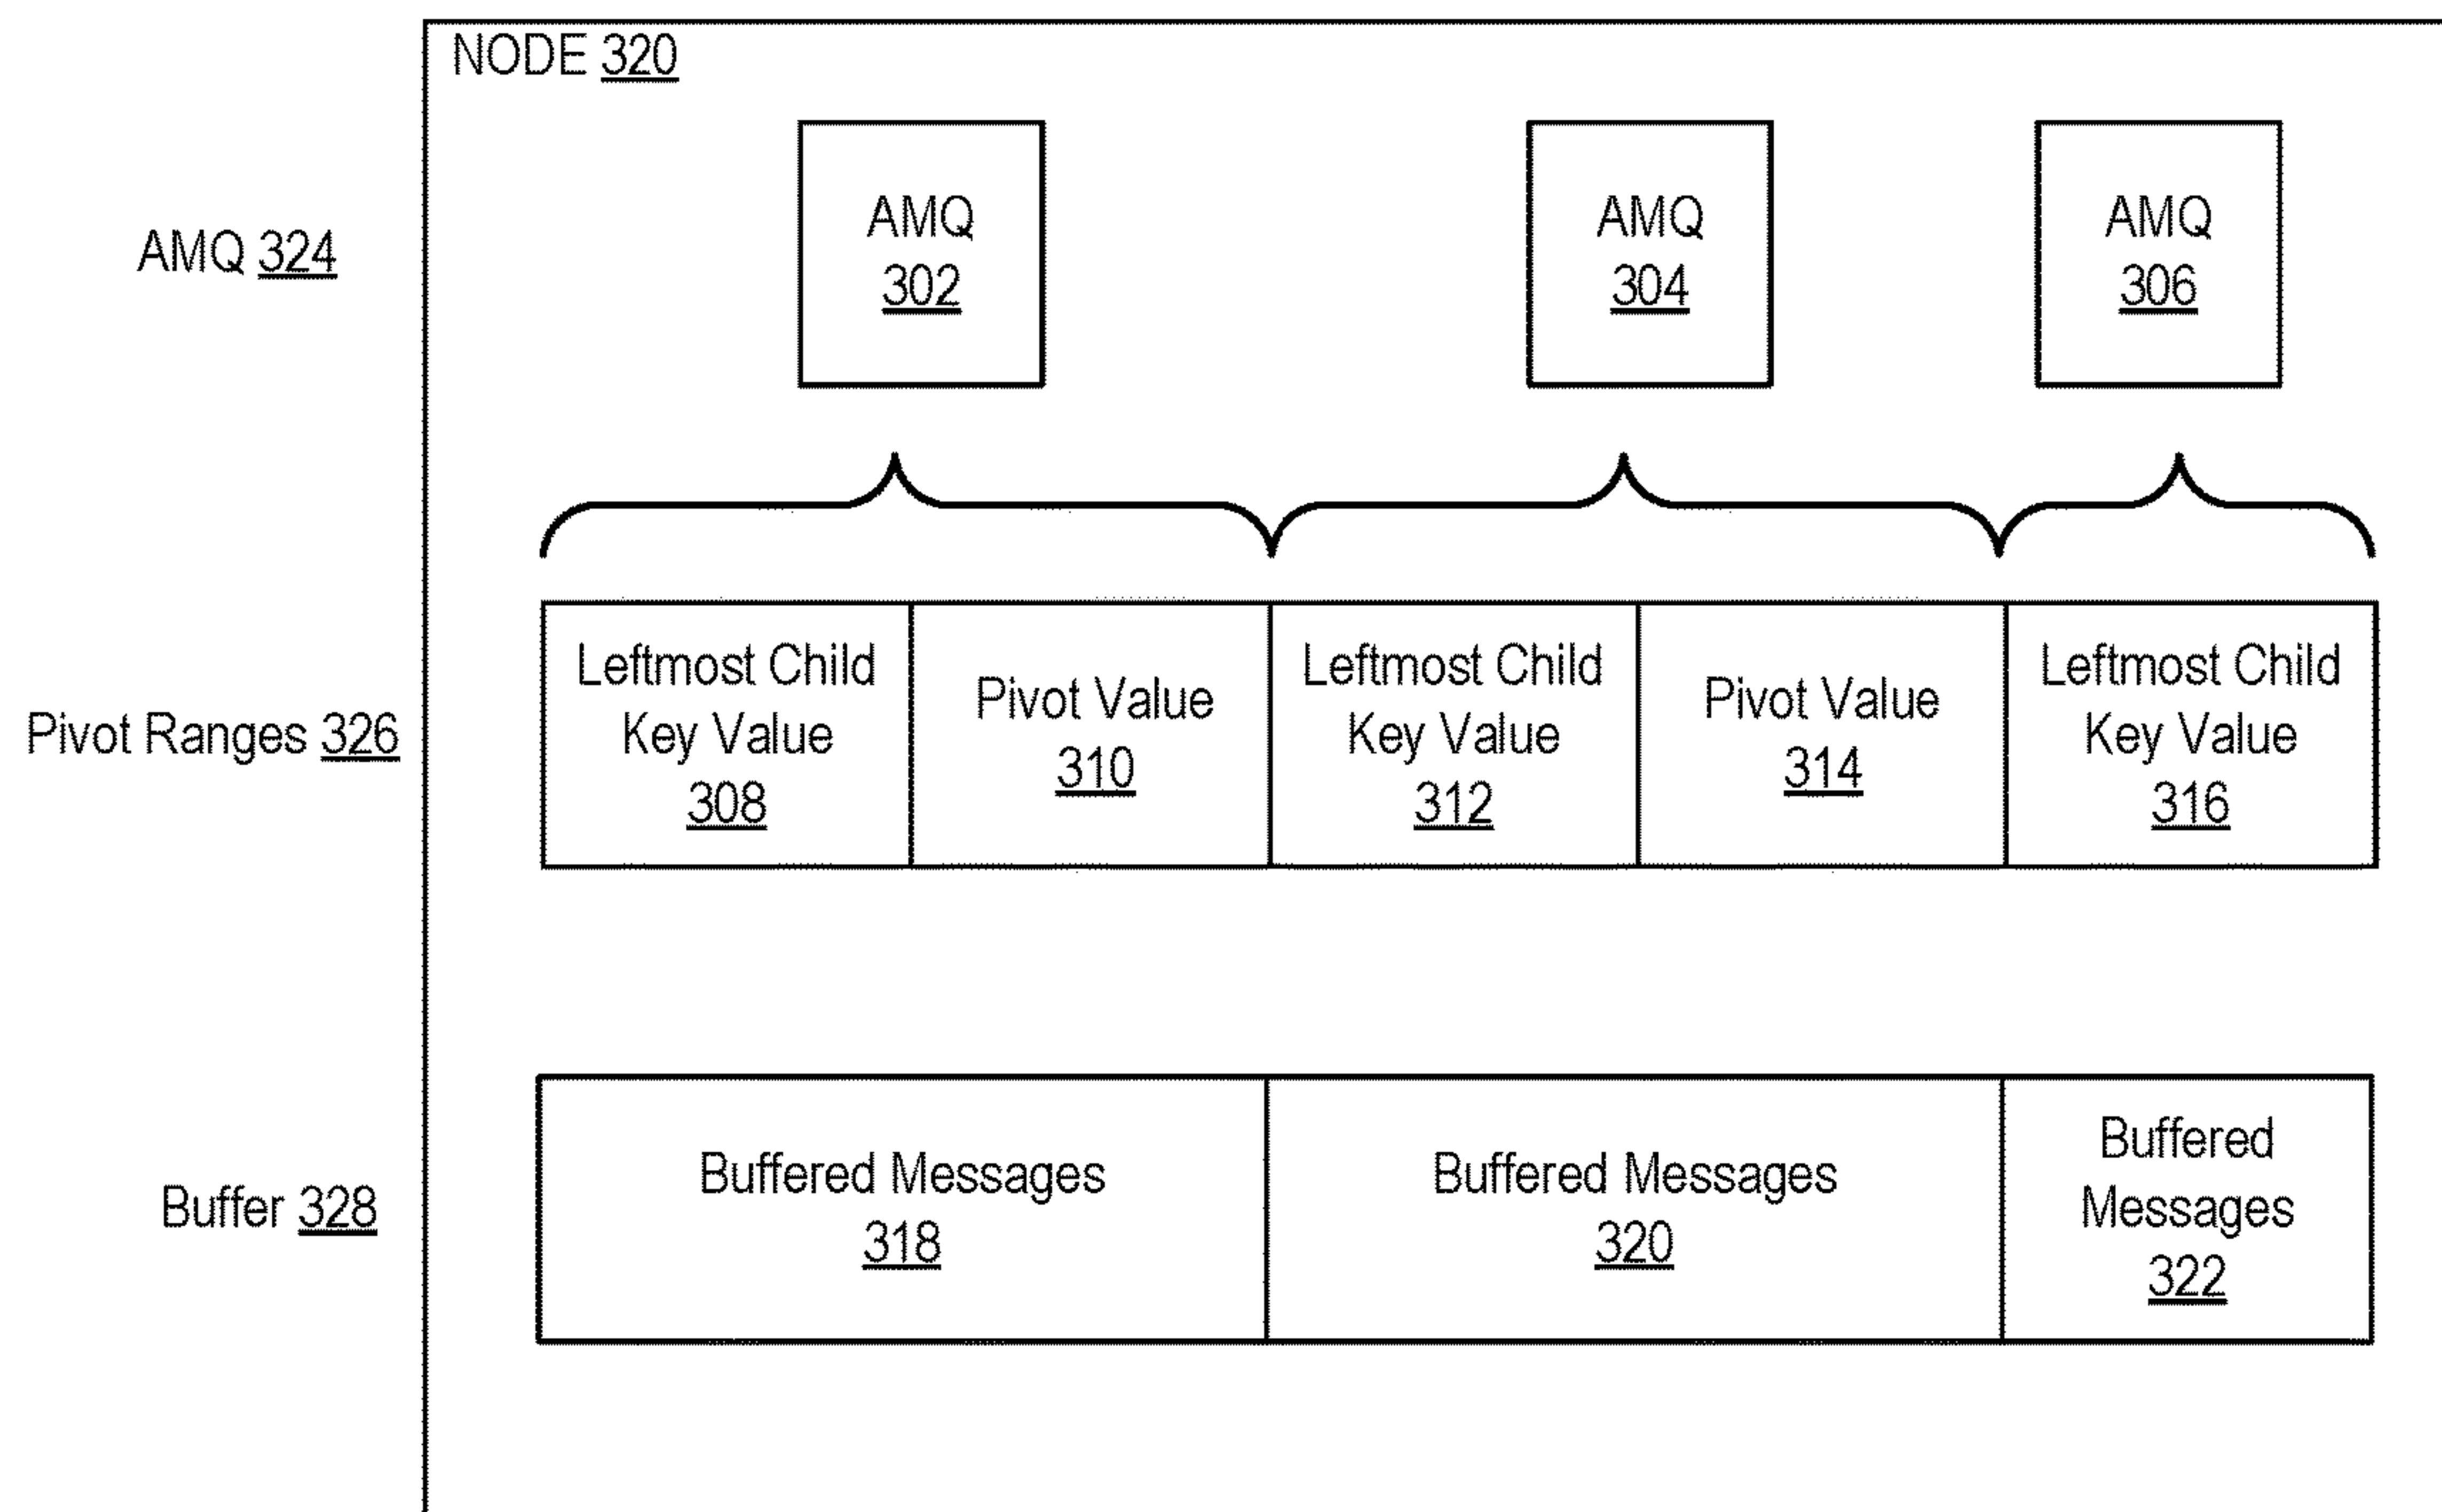 NODE 320
AMQ 324
AMQ
302
AMQ
304
AMQ
306
Pivot Ranges 326
Leftmost Child
Key Value
308
Pivot Value
310
Leftmost Child
Key Value
312
Pivot Value
314
Leftmost Child
Key Value
316
Buffer 328
Buffered Messages
318
Buffered Messages
320
Buffered
Messages
322